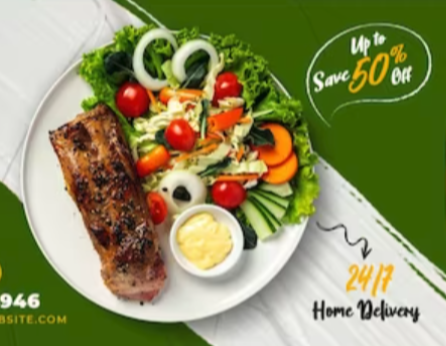 Up to
Save 50% Off
24/7
Home Delivery
946
BSITE.COM